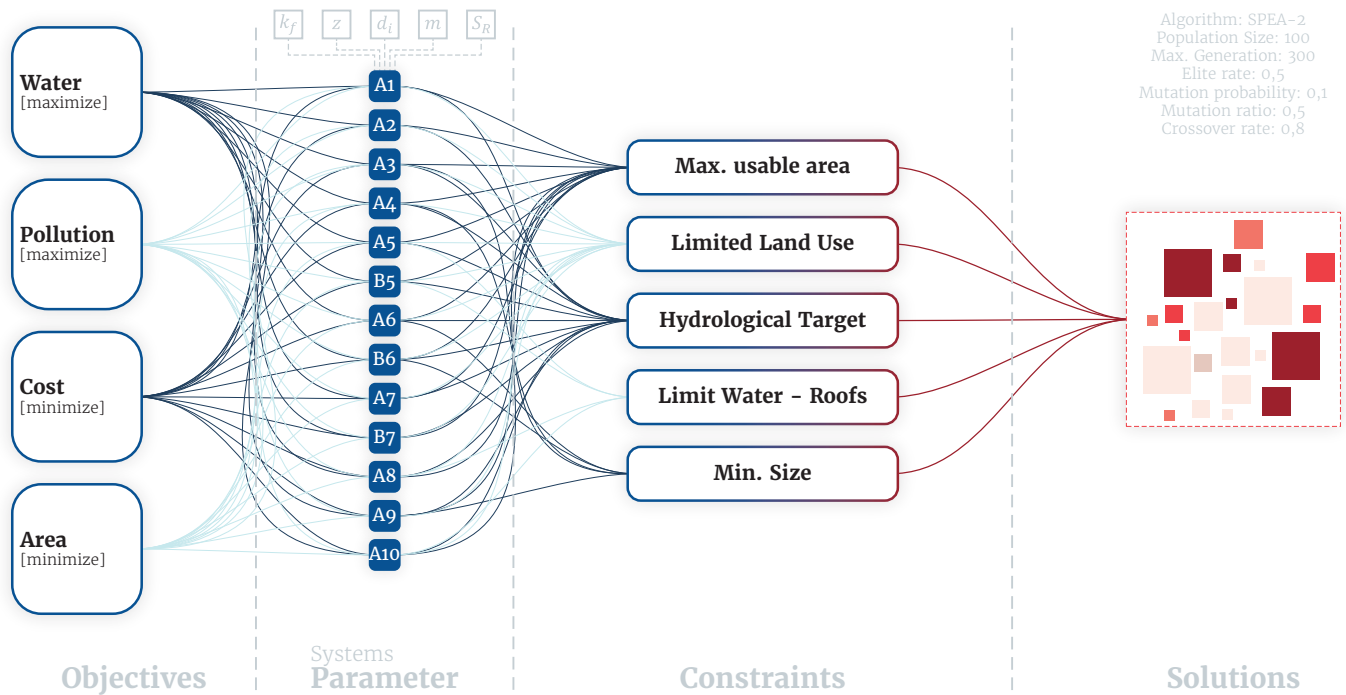 k_f z d_i m S_R
Algorithm: SPEA-2
Population Size: 100
Max. Generation: 300
Elite rate: 0,5
Mutation probability: 0,1
Mutation ratio: 0,5
Crossover rate: 0,8
Water
[maximize]
Pollution
[maximize]
Cost
[minimize]
Area
[minimize]
A1
A2
A3
A4
A5
B5
A6
B6
A7
B7
A8
A9
A10
Max. usable area
Limited Land Use
Hydrological Target
Limit Water - Roofs
Min. Size
Objectives
Systems
Parameter
Constraints
Solutions